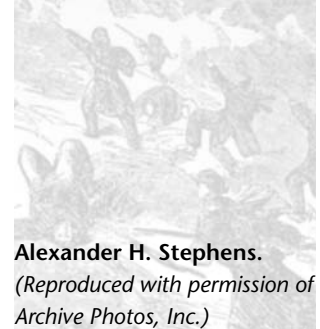 Alexander H. Stephens.
(Reproduced with permission of
Archive Photos, Inc.)